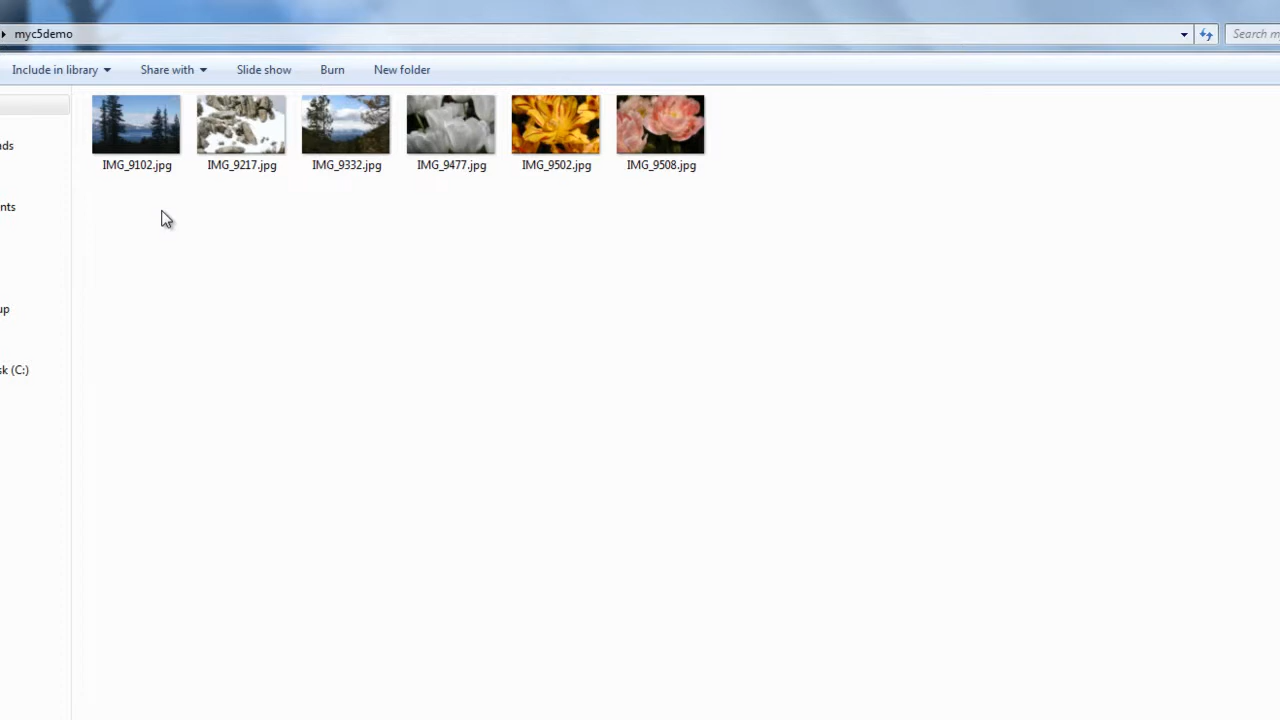 myc5demo
Search m
Include in library
Share with
Slide show
Burn
New folder
IMG_9102.jpg
IMG_9217.jpg
IMG_9332.jpg
IMG_9477.jpg
IMG_9502.jpg
IMG_9508.jpg
nds
nts
up
sk (C:)